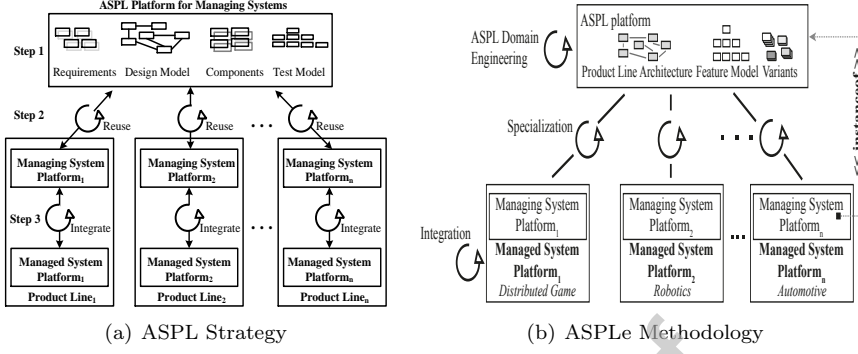 ASPL Platform for Managing Systems
Step 1
Requirements Design Model Components Test Model
Step 2
Reuse Reuse Reuse
...
Managing System Platform₁
Managing System Platform₂
Managing System Platformₙ
Step 3
Integrate Integrate Integrate
...
Managed System Platform₁
Managed System Platform₂
Managed System Platformₙ
Product Line₁ Product Line₂ Product Lineₙ
(a) ASPL Strategy
ASPL platform
ASPL Domain
Engineering
Product Line Architecture Feature Model Variants
Specialization
...
Managing System
Platform₁
Managing System
Platform₂
Managing System
Platformₙ
Integration
...
Managed System
Platform₁
Distributed Game
Managed System
Platform₂
Robotics
Managed System
Platformₙ
Automotive
(b) ASPLe Methodology